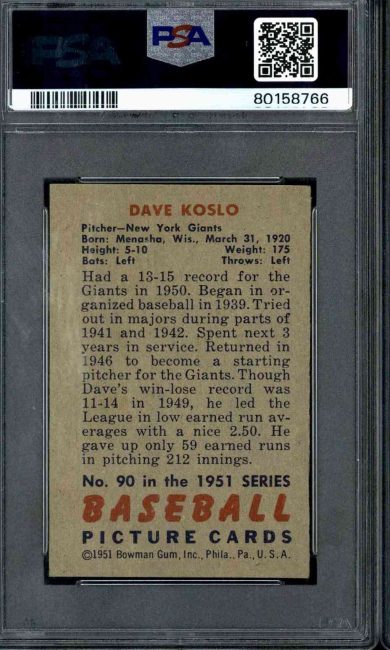 PSA
PSA
80158766
DAVE KOSLO
Pitcher—New York Giants
Born: Menasha, Wis., March 31, 1920
Height: 5-10 Weight: 175
Bats: Left Throws: Left
Had a 13-15 record for the
Giants in 1950. Began in or-
ganized baseball in 1939. Tried
out in majors during parts of
1941 and 1942. Spent next 3
years in service. Returned in
1946 to become a starting
pitcher for the Giants. Though
Dave's win-lose record was
11-14 in 1949, he led the
League in low earned run av-
erages with a nice 2.50. He
gave up only 59 earned runs
in pitching 212 innings.
No. 90 in the 1951 SERIES
BASEBALL
PICTURE CARDS
©1951 Bowman Gum, Inc., Phila., Pa., U. S. A.